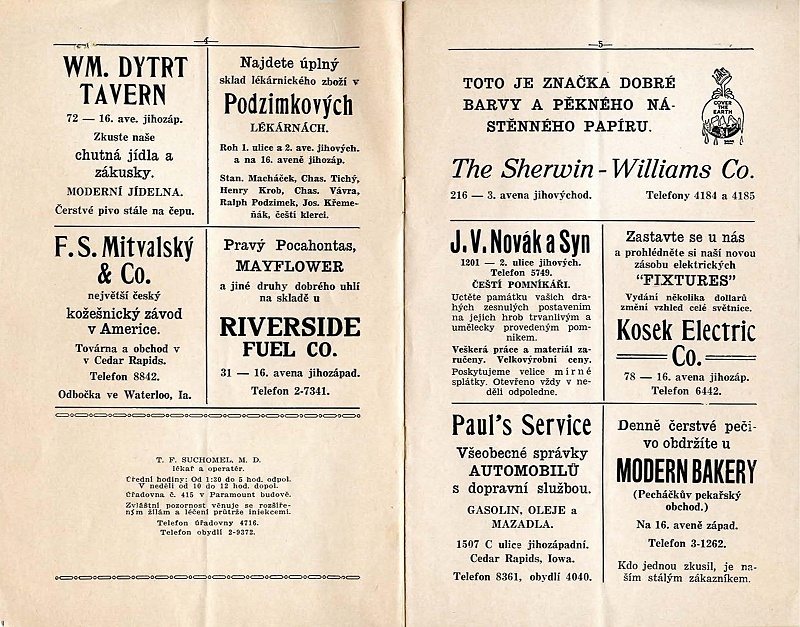 4
WM. DYTRT
TAVERN
72 — 16. ave. jihozáp.
Zkuste naše
chutná jídla a
zákusky.
MODERNÍ JÍDELNA.
Čerstvé pivo stále na čepu.
Najdete úplný
sklad lékárnického zboží v
Podzimkových
LÉKÁRNÁCH.
Roh 1. ulice a 2. ave. jihových.
a na 16. aveně jihozáp.
Stan. Macháček, Chas. Tichý,
Henry Krob, Chas. Vávra,
Ralph Podzimek, Jos. Křeme-
ňák, čeští klerci.
F. S. Mitvalský
& Co.
největší český
kožešnický závod
v Americe.
Továrna a obchod v
v Cedar Rapids.
Telefon 8842.
Odbočka ve Waterloo, Ia.
Pravý Pocahontas,
MAYFLOWER
a jiné druhy dobrého uhlí
na skladě u
RIVERSIDE
FUEL CO.
31 — 16. avena jihozápad.
Telefon 2-7341.
T. F. SUCHOMEL, M. D.
lékař a operatér.
Úřední hodiny: Od 1:30 do 5 hod. odpol.
V neděli od 10 do 12 hod. dopol.
Úřadovna č. 415 v Paramount budově.
Zvláštní pozornost věnuje se rozšíře-
ným žilám a léčení průtrže injekcemi.
Telefon úřadovny 4716.
Telefon obydlí 2-9372.
5
TOTO JE ZNAČKA DOBRÉ
BARVY A PĚKNÉHO NÁ-
STĚNNÉHO PAPÍRU.
COVER
THE
EARTH
The Sherwin-Williams Co.
216 — 3. avena jihovýchod.
Telefony 4184 a 4185
J. V. Novák a Syn
1201 — 2. ulice jihových.
Telefon 5749.
ČEŠTÍ POMNÍKÁŘI.
Uctěte památku vašich dra-
hých zesnulých postavením
na jejich hrob trvanlivým a
umělecky provedeným pom-
níkem.
Veškerá práce a materiál za-
ručeny. Velkovýrobní ceny.
Poskytujeme velice mírné
splátky. Otevřeno vždy v ne-
děli odpoledne.
Zastavte se u nás
a prohlédněte si naší novou
zásobu elektrických
"FIXTURES"
Vydání několika dollarů
změní vzhled celé světnice.
Kosek Electric
Co.
78 — 16. avena jihozáp.
Telefon 6442.
Paul's Service
Všeobecné správky
AUTOMOBILŮ
s dopravní službou.
GASOLIN, OLEJE a
MAZADLA.
1507 C ulice jihozápadní.
Cedar Rapids, Iowa.
Telefon 8361, obydlí 4040.
Denně čerstvé peči-
vo obdržíte u
MODERN BAKERY
(Pecháčkův pekařský
obchod.)
Na 16. aveně západ.
Telefon 3-1262.
Kdo jednou zkusil, je na-
ším stálým zákazníkem.